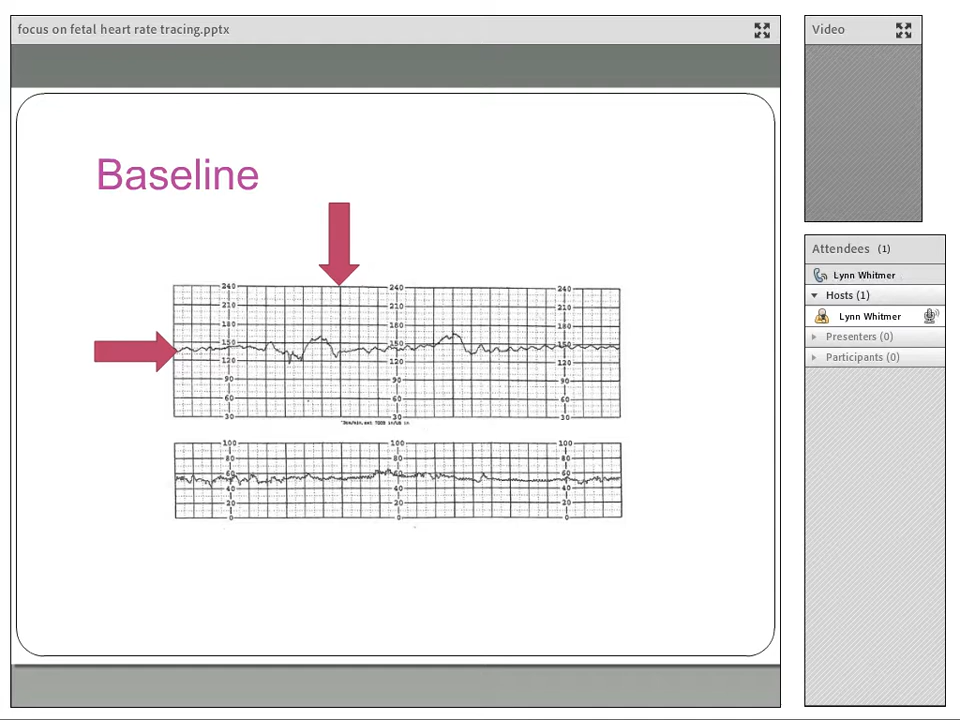 focus on fetal heart rate tracing.pptx
Video
Baseline
Attendees (1)
Lynn Whitmer
Hosts (1)
Lynn Whitmer
Presenters (0)
Participants (0)
240 240 240
210 210 210
180 180 180
150 150 150
120 120 120
90 90 90
60 60 60
30 30 30
100 100 100
80 80 80
60 60 60
40 40 40
20 20 20
0 0 0